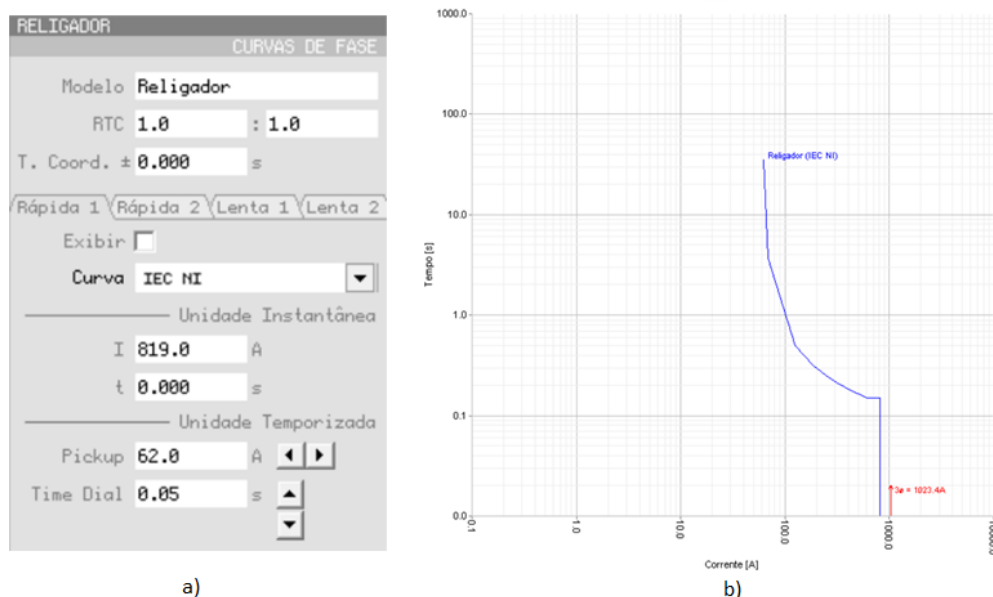 RELIGADOR
CURVAS DE FASE
Modelo Religador
RTC 1.0 : 1.0
T. Coord. ± 0.000 s
Rápida 1 Rápida 2 Lenta 1 Lenta 2
Exibir
Curva IEC NI
Unidade Instantânea
I 819.0 A
t 0.000 s
Unidade Temporizada
Pickup 62.0 A
Time Dial 0.05 s
a)
1000.0
100.0
Religador (IEC NI)
10.0
Tempo [s]
1.0
0.1
3ø = 1023.4A
0.0
0.1
1.0
10.0
100.0
1000.0
Corrente [A]
b)